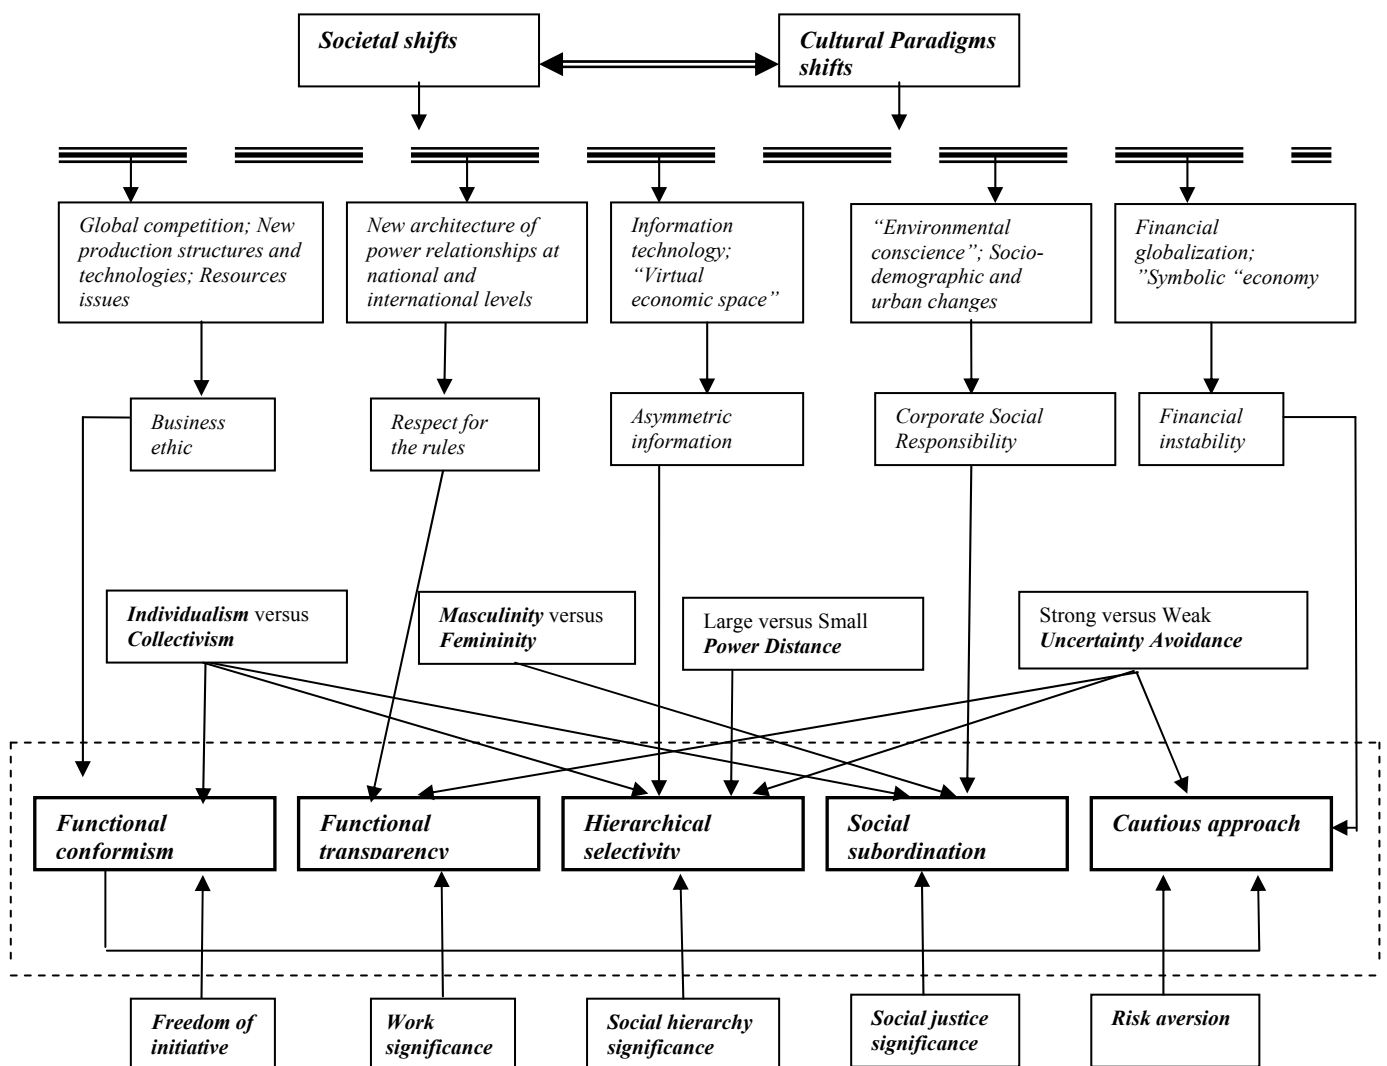 Societal shifts
Cultural Paradigms
shifts
Global competition; New
production structures and
technologies; Resources
issues
New architecture of
power relationships at
national and
international levels
Information
technology;
“Virtual
economic space”
“Environmental
conscience”; Socio-
demographic and
urban changes
Financial
globalization;
”Symbolic “economy
Business
ethic
Respect for
the rules
Asymmetric
information
Corporate Social
Responsibility
Financial
instability
Individualism versus
Collectivism
Masculinity versus
Femininity
Large versus Small
Power Distance
Strong versus Weak
Uncertainty Avoidance
Functional
conformism
Functional
transparency
Hierarchical
selectivity
Social
subordination
Cautious approach
Freedom of
initiative
Work
significance
Social hierarchy
significance
Social justice
significance
Risk aversion